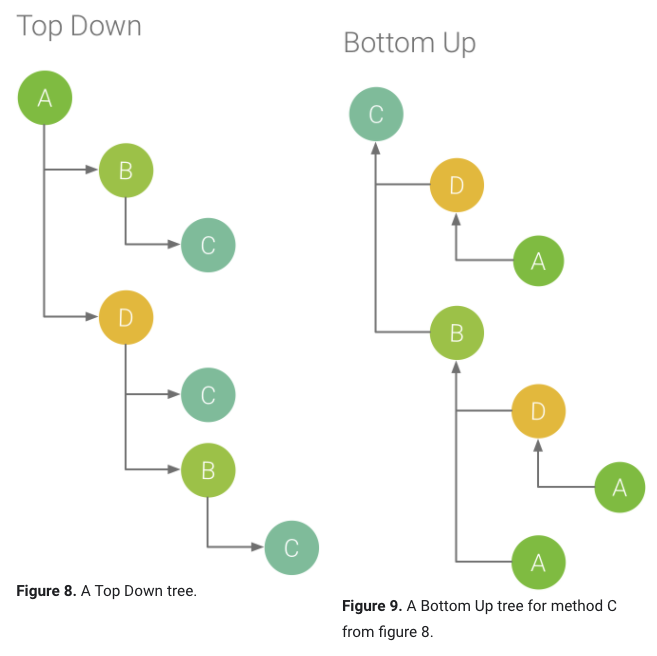 Top Down
A
B
C
D
C
B
C
Figure 8. A Top Down tree.
Bottom Up
C
D
A
B
D
A
A
Figure 9. A Bottom Up tree for method C
from figure 8.